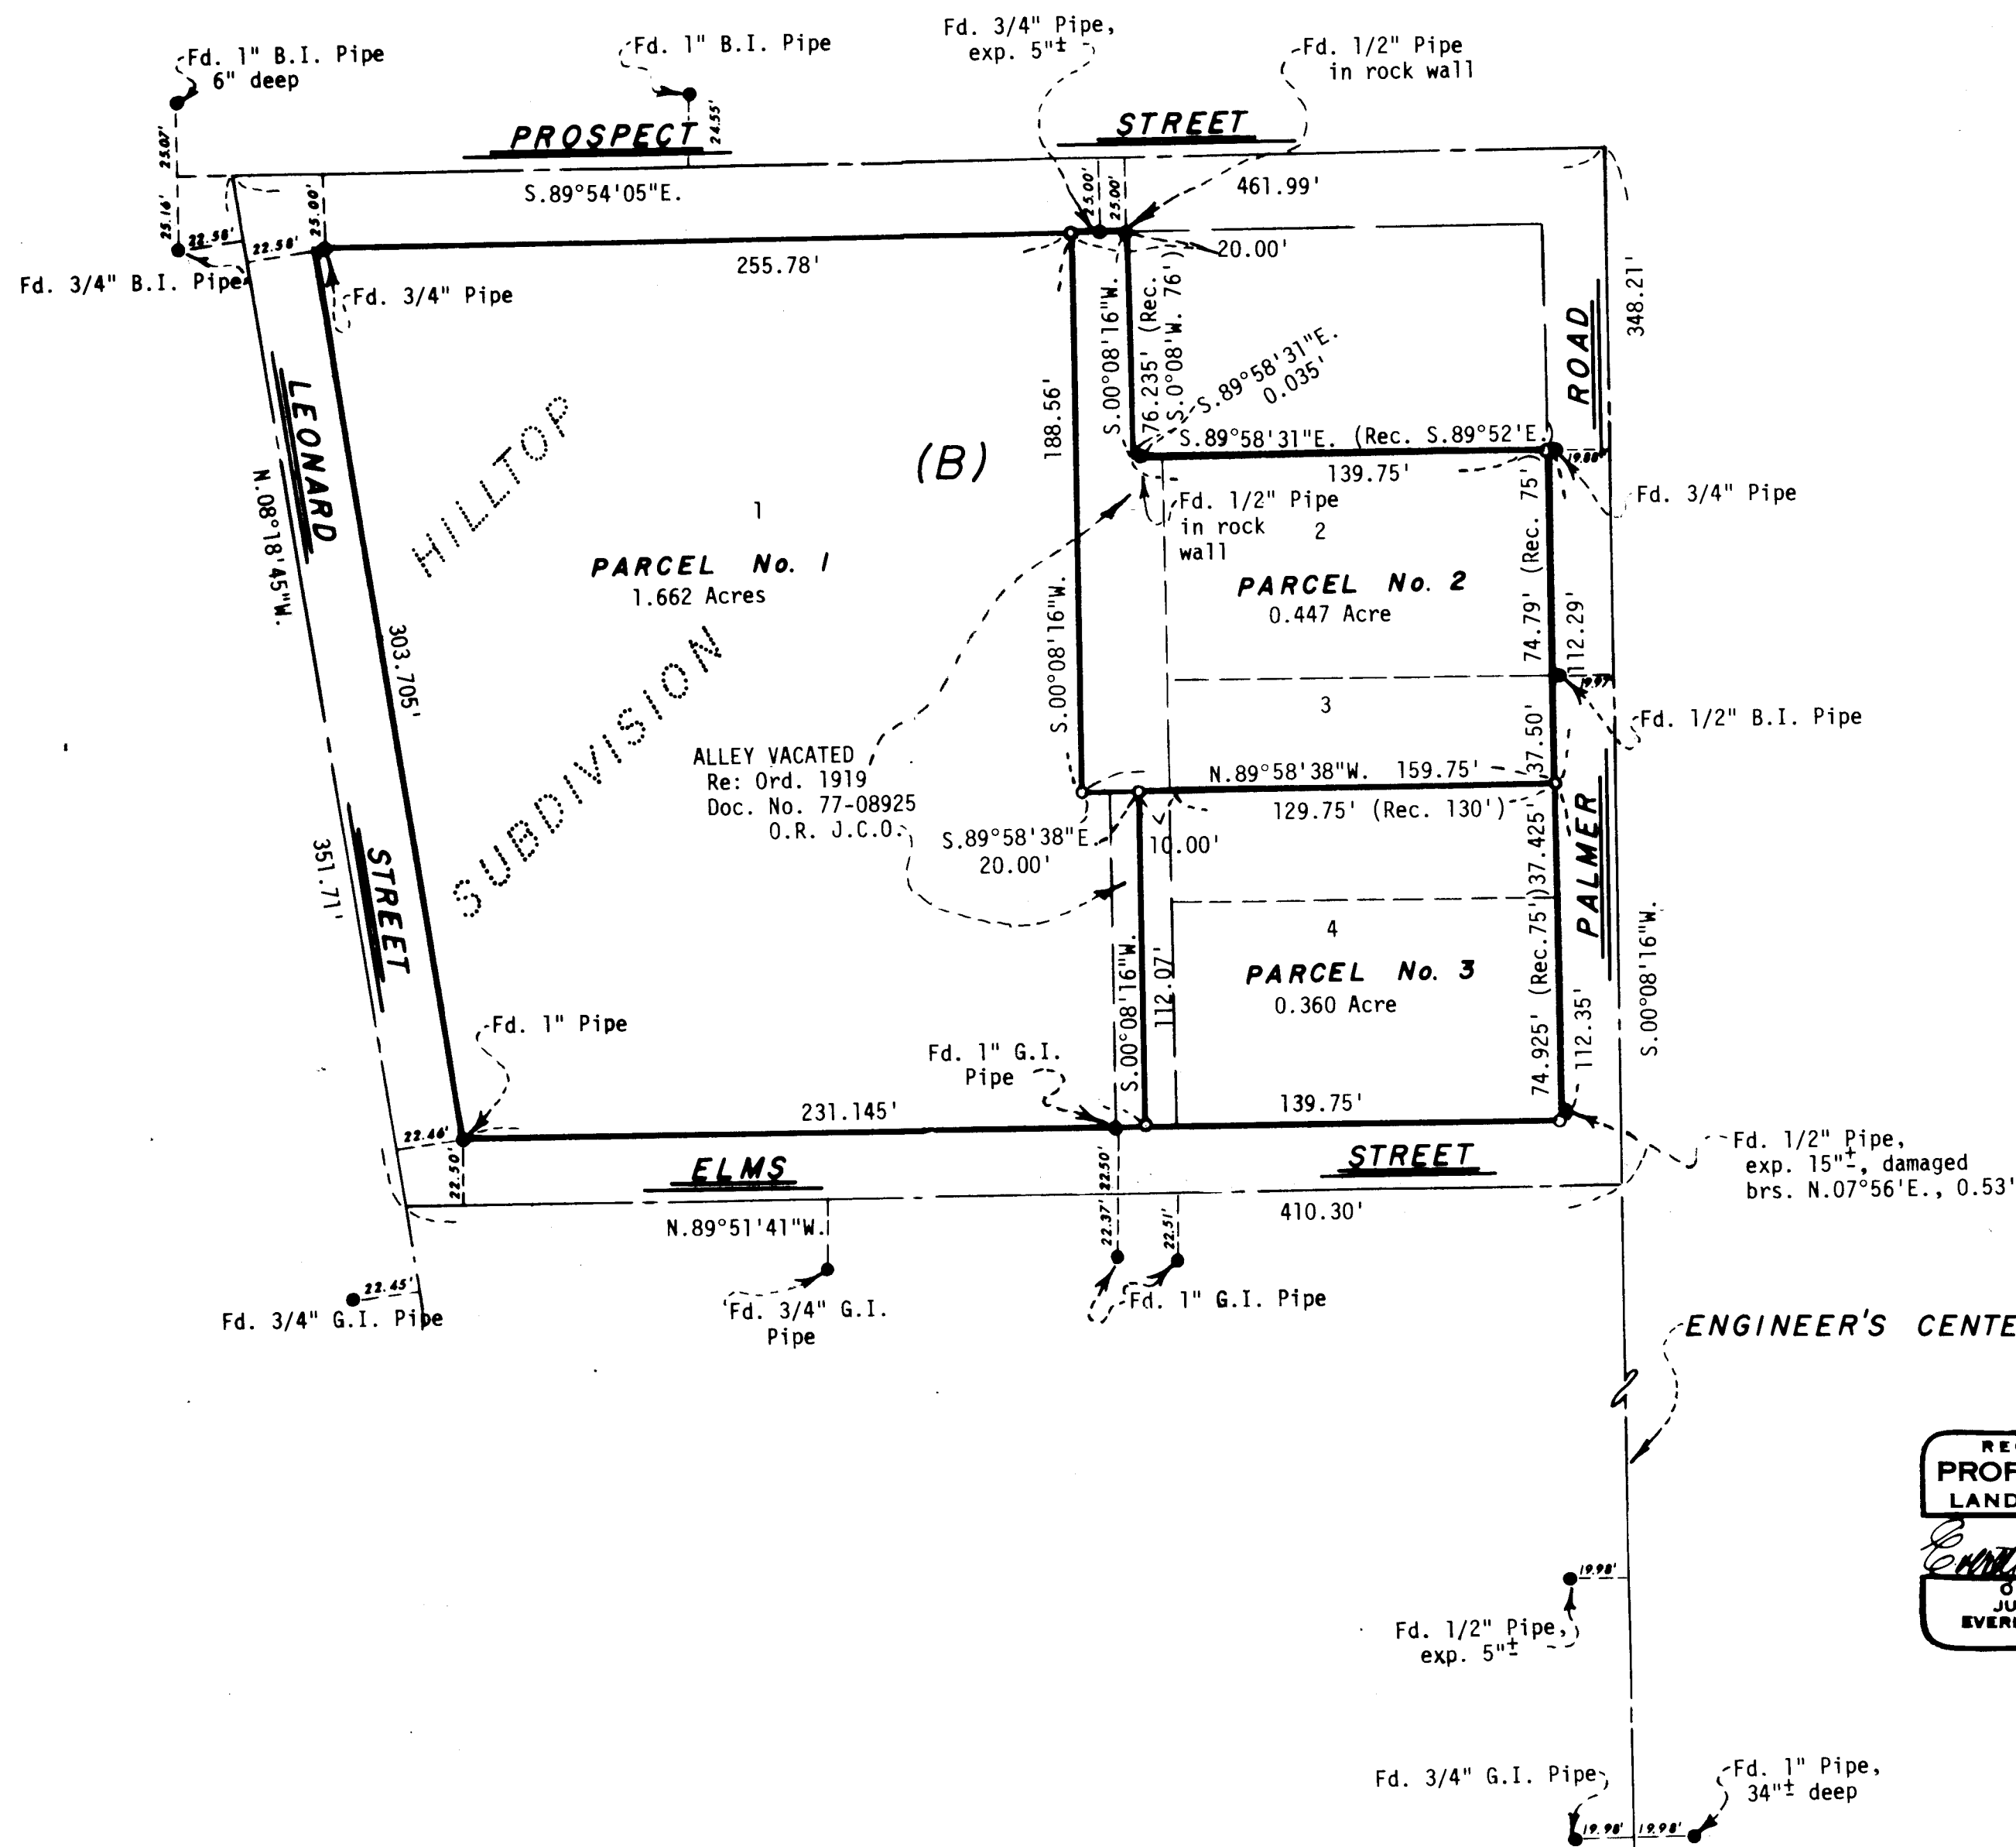 Fd. 3/4" Pipe,
exp. 5"±
Fd. 1" B.I. Pipe
6" deep
Fd. 1" B.I. Pipe
Fd. 1/2" Pipe
in rock wall
25.07'
24.55'
PROSPECT
STREET
S.89°54'05"E.
461.99'
25.16'
25.00'
25.00'
25.00'
22.58'
22.58'
20.00'
255.78'
Fd. 3/4" B.I. Pipe
Fd. 3/4" Pipe
348.21'
ROAD
S.00°08'16"W.
76.235' (Rec.
S.0°08'W. 76')
S.89°58'31"E.
0.035'
LEONARD
HILLTOP
188.56'
(B)
S.89°58'31"E. (Rec. S.89°52'E.)
139.75'
19.88'
N.08°18'45"W.
Fd. 1/2" Pipe
in rock
wall
Fd. 3/4" Pipe
1
2
PARCEL No. 1
1.662 Acres
PARCEL No. 2
0.447 Acre
74.79' (Rec. 75')
112.29'
S.00°08'16"W.
303.705'
SUBDIVISION
19.97'
3
Fd. 1/2" B.I. Pipe
37.50'
ALLEY VACATED
Re: Ord. 1919
Doc. No. 77-08925
O.R. J.C.O.
N.89°58'38"W. 159.75'
129.75' (Rec. 130')
S.89°58'38"E.
20.00'
10.00'
351.71'
STREET
PALMER
37.425'
74.925' (Rec.75')
4
PARCEL No. 3
0.360 Acre
S.00°08'16"W.
112.07'
112.35'
S.00°08'16"W.
Fd. 1" Pipe
Fd. 1" G.I.
Pipe
231.145'
139.75'
22.46'
22.50'
22.50'
ELMS
STREET
Fd. 1/2" Pipe,
exp. 15"±, damaged
brs. N.07°56'E., 0.53'
N.89°51'41"W.
410.30'
22.37'
22.51'
22.45'
Fd. 3/4" G.I. Pipe
Fd. 3/4" G.I.
Pipe
Fd. 1" G.I. Pipe
ENGINEER'S CENTE
RE
PROF
LAND
O
JU
EVER
19.98'
Fd. 1/2" Pipe,
exp. 5"±
Fd. 3/4" G.I. Pipe
Fd. 1" Pipe,
34"± deep
19.98'
19.98'